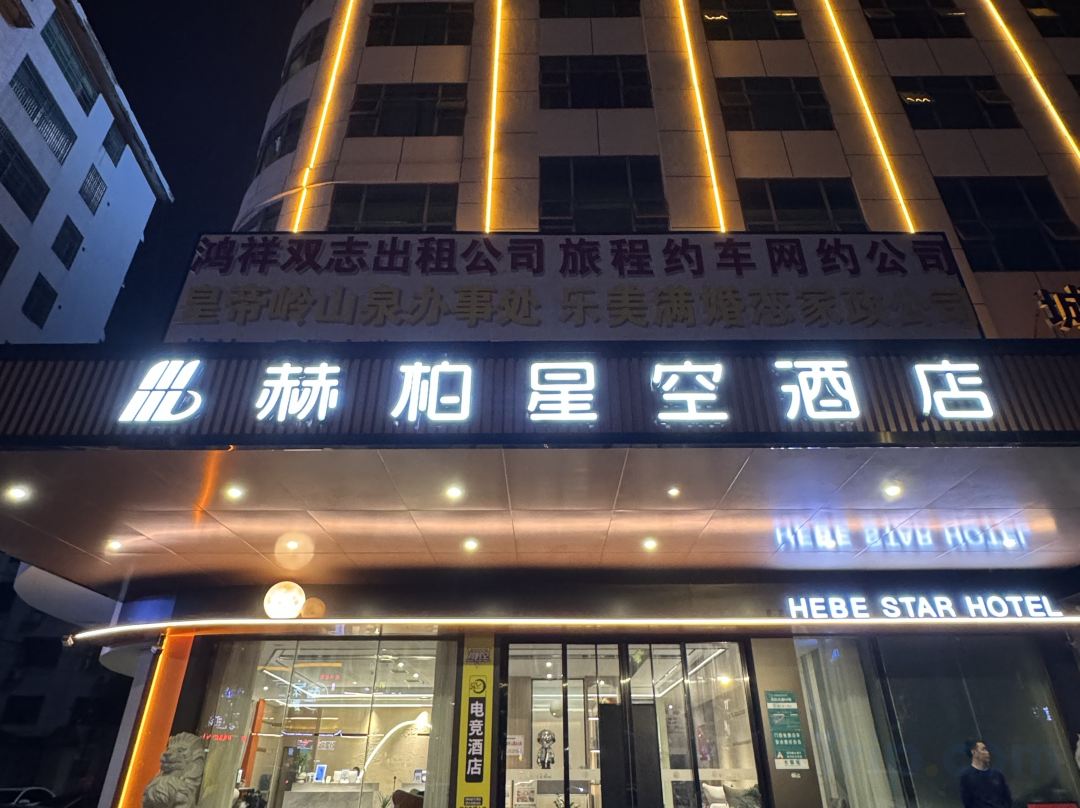 鸿祥双志出租公司 旅程约车网约公司
皇帝岭山泉办事处 乐美满婚恋家政公司
赫柏星空酒店
HEBE STAR HOTEL
电竞酒店